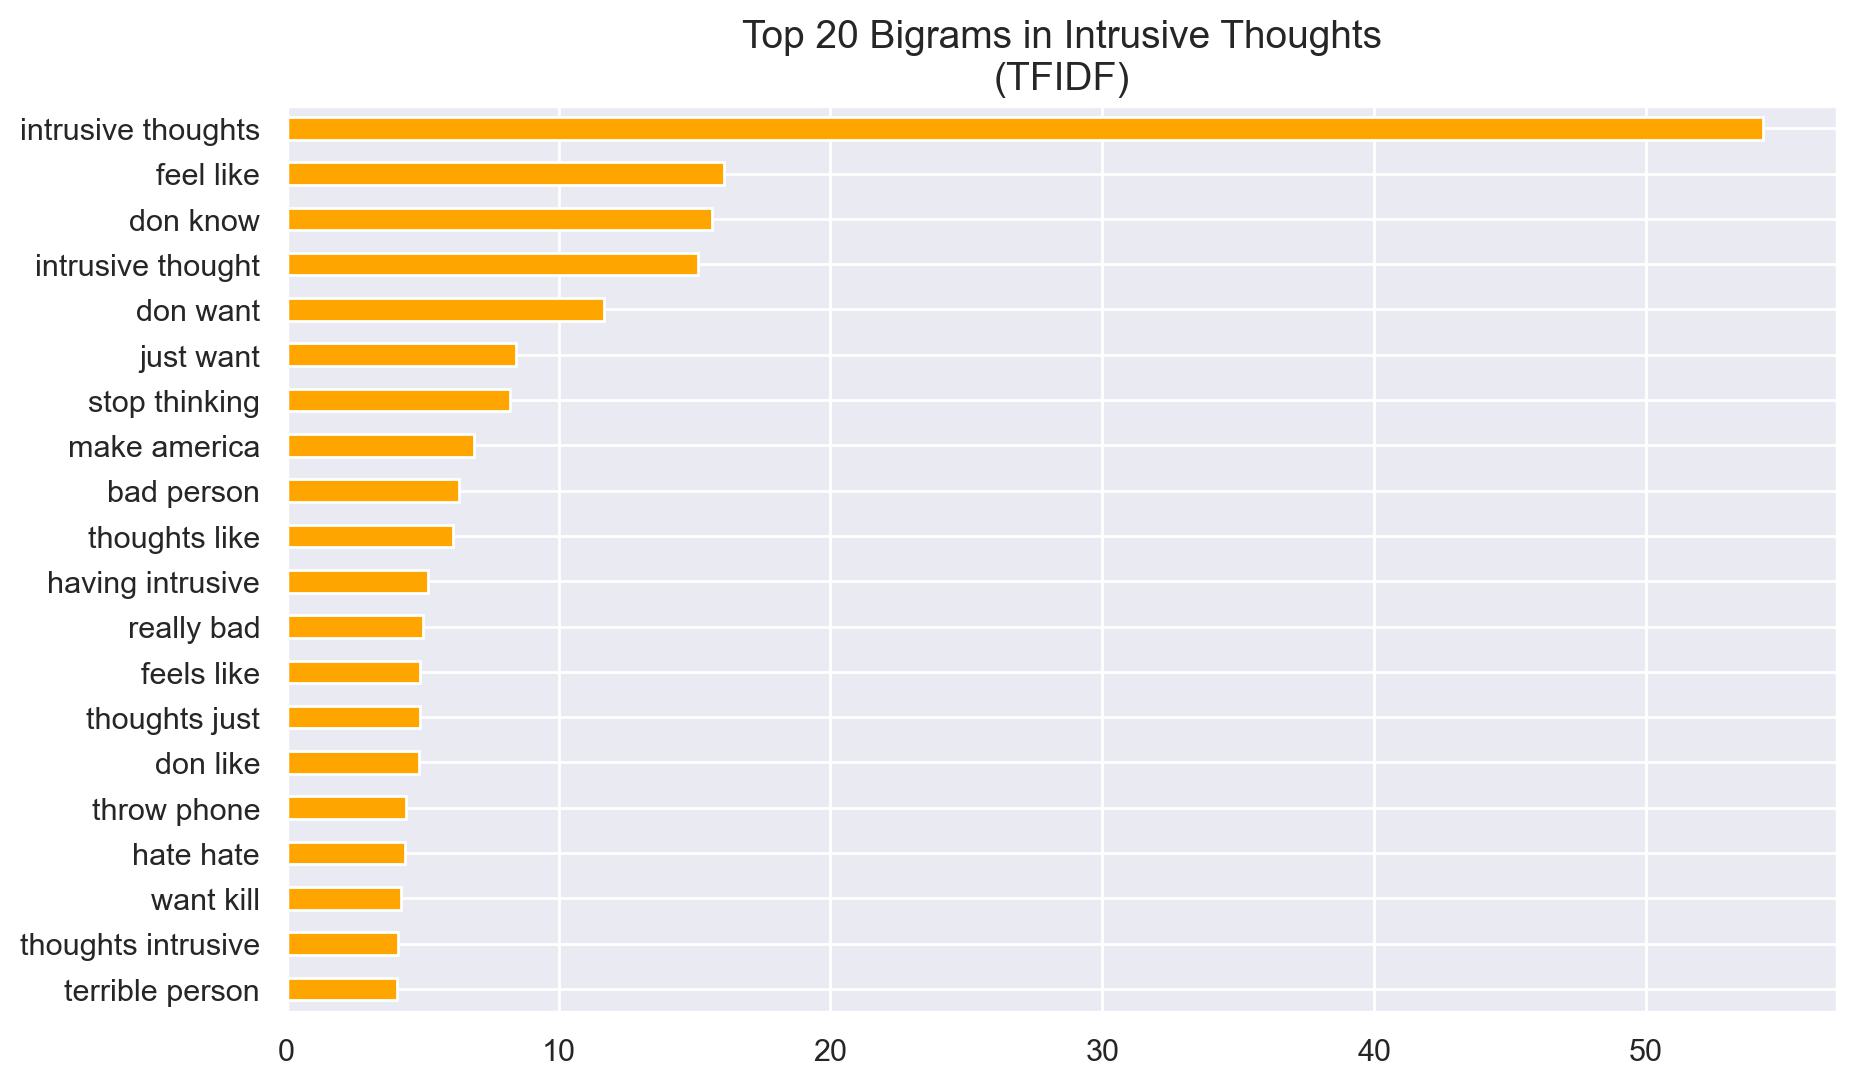 Top 20 Bigrams in Intrusive Thoughts
(TFIDF)
intrusive thoughts
feel like
don know
intrusive thought
don want
just want
stop thinking
make america
bad person
thoughts like
having intrusive
really bad
feels like
thoughts just
don like
throw phone
hate hate
want kill
thoughts intrusive
terrible person
0 10 20 30 40 50